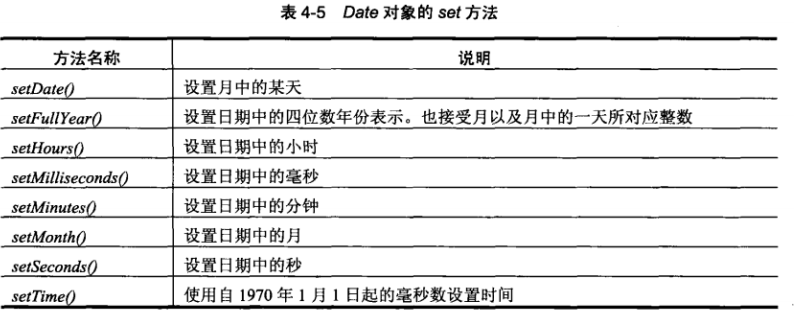 表 4-5 Date 对象的 set 方法
方法名称 说明
setDate() 设置月中的某天
setFullYear() 设置日期中的四位数年份表示。也接受月以及月中的一天所对应整数
setHours() 设置日期中的小时
setMilliseconds() 设置日期中的毫秒
setMinutes() 设置日期中的分钟
setMonth() 设置日期中的月
setSeconds() 设置日期中的秒
setTime() 使用自 1970 年 1 月 1 日起的毫秒数设置时间